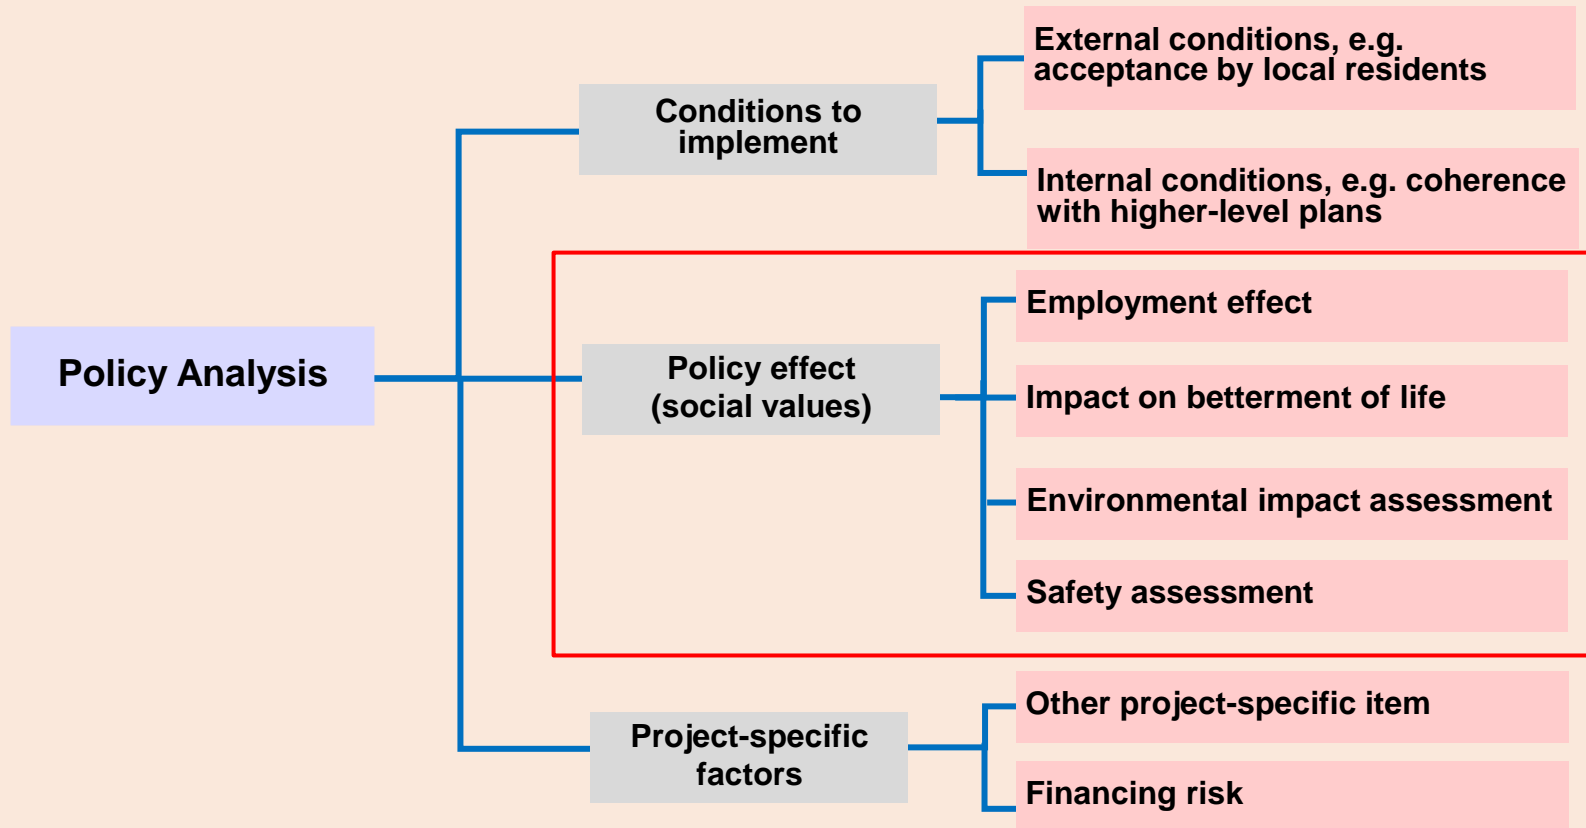 External conditions, e.g.
acceptance by local residents
Conditions to
implement
Internal conditions, e.g. coherence
with higher-level plans
Employment effect
Policy Analysis
Policy effect
(social values)
Impact on betterment of life
Environmental impact assessment
Safety assessment
Other project-specific item
Project-specific
factors
Financing risk